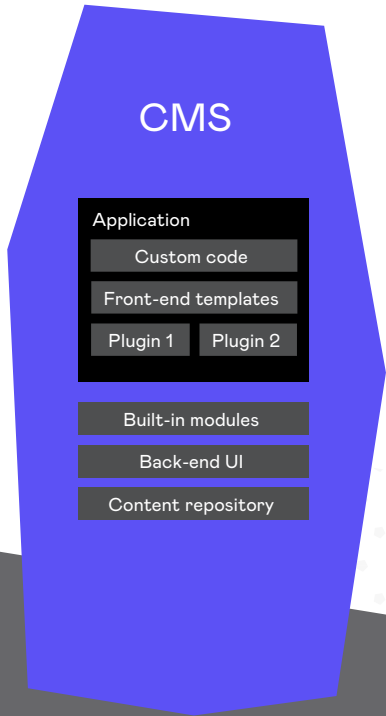 CMS
Application
Custom code
Front-end templates
Plugin 1 Plugin 2
Built-in modules
Back-end UI
Content repository